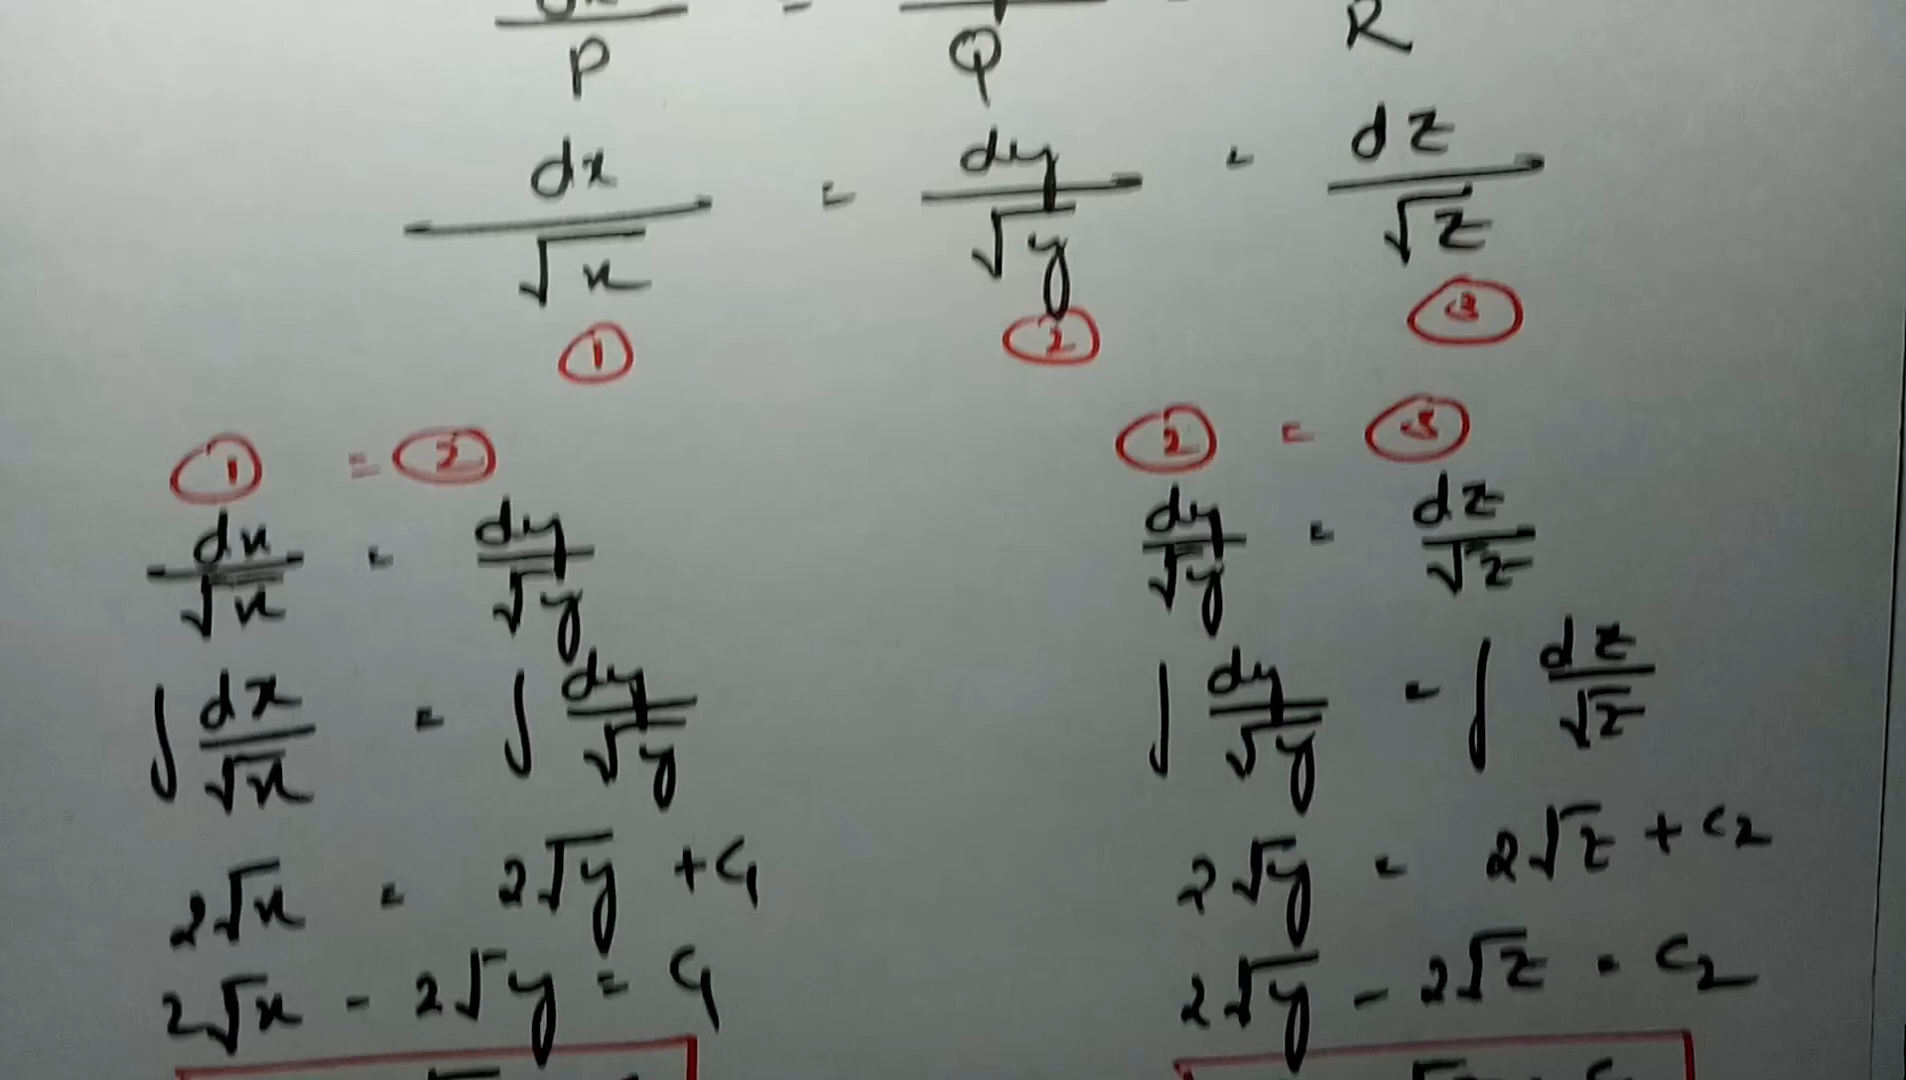 dx/P = Q R
dx/√x = dy/√y = dz/√z
① ② ③
① = ②
dx/√x = dy/√y
∫ dx/√x = ∫ dy/√y
2√x = 2√y + C1
2√x - 2√y = C1
② = ③
dy/√y = dz/√z
∫ dy/√y = ∫ dz/√z
2√y = 2√z + C2
2√y - 2√z = C2